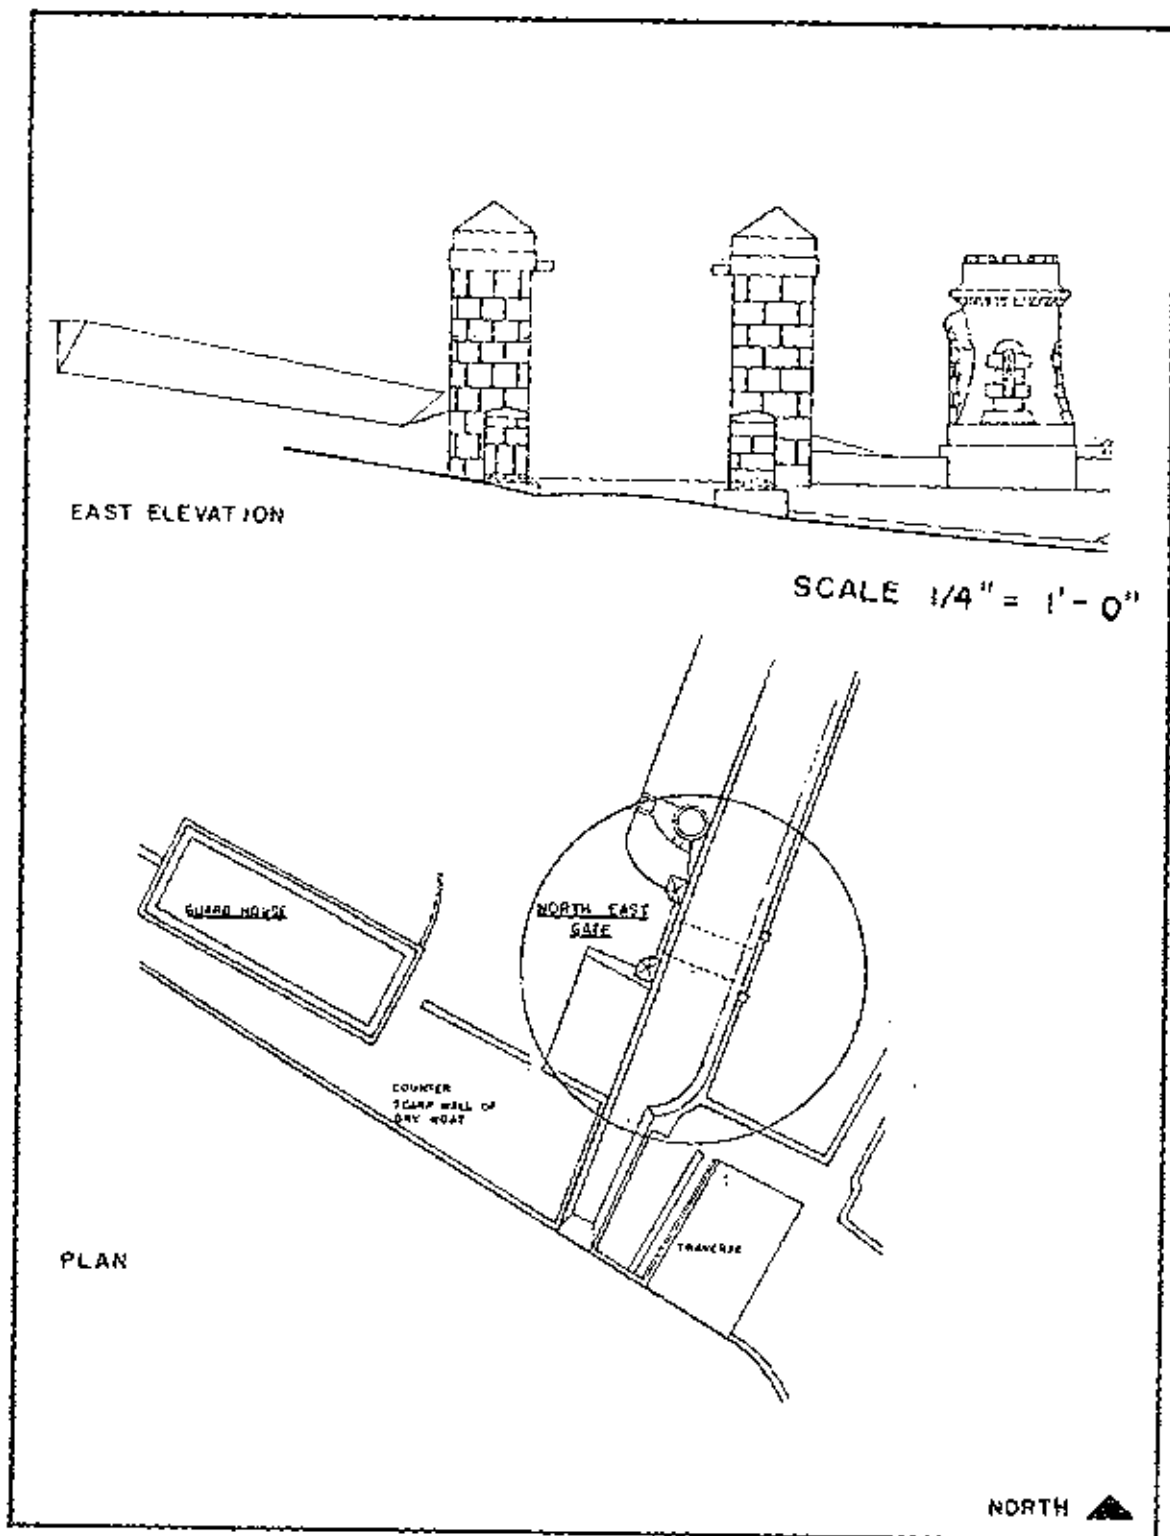 EAST ELEVATION
SCALE 1/4" = 1'-0"
GUARD HOUSE
NORTH EAST
GATE
COUNTER
SCARP WALL OF
DRY MOAT
TRAVERSE
PLAN
NORTH